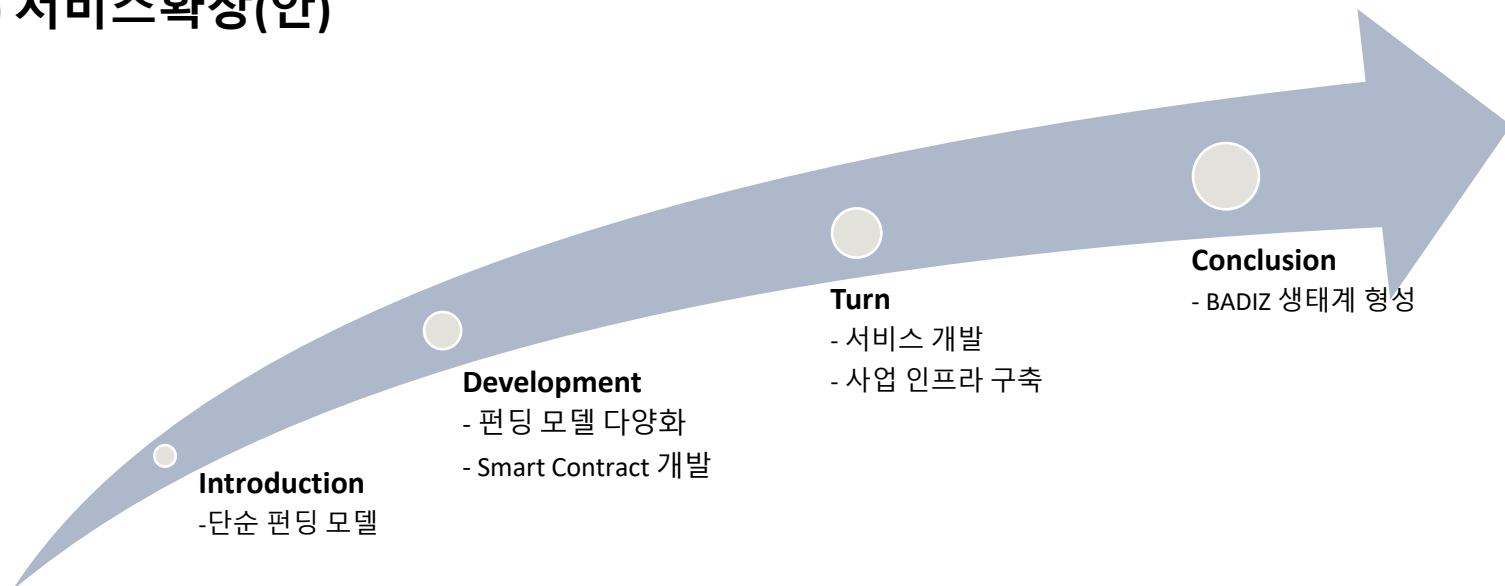 서비스확장(안)
Conclusion
- BADIZ 생태계 형성
Turn
- 서비스 개발
- 사업 인프라 구축
Development
- 펀딩 모델 다양화
- Smart Contract 개발
Introduction
-단순 펀딩 모델